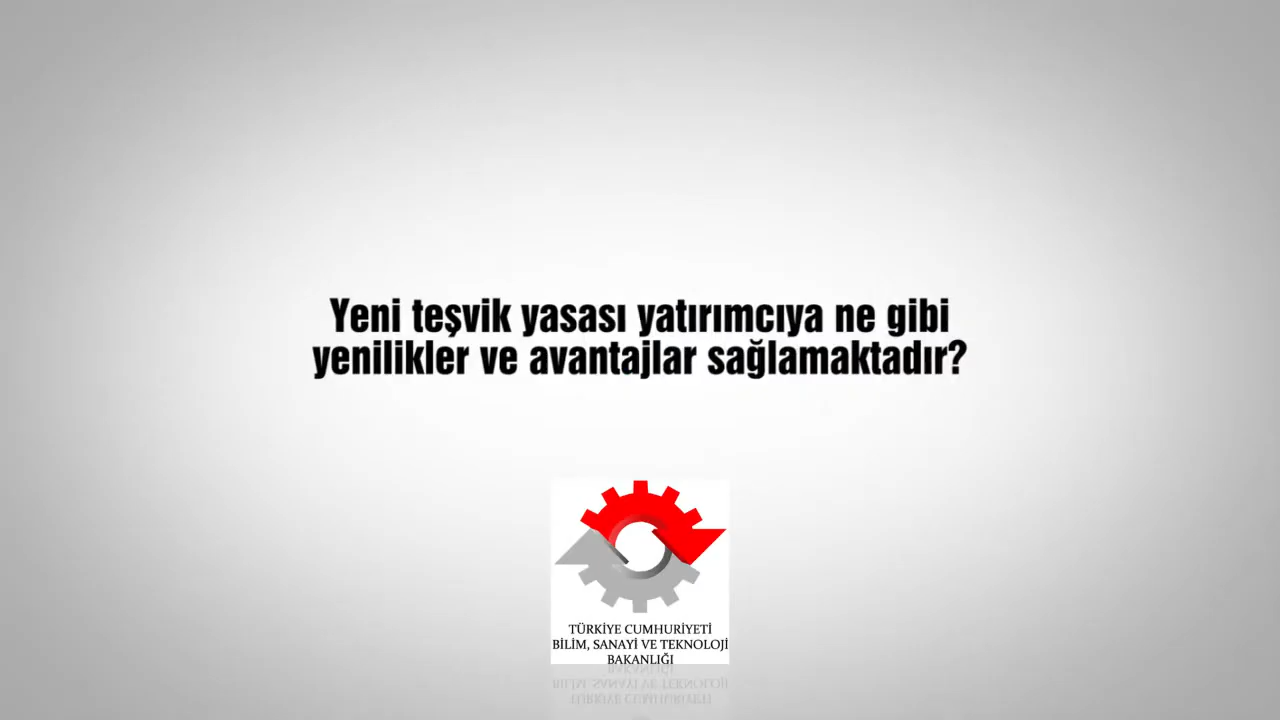 Yeni teşvik yasası yatırımcıya ne gibi
yenilikler ve avantajlar sağlamaktadır?
TÜRKİYE CUMHURİYETİ
BİLİM, SANAYİ VE TEKNOLOJİ
BAKANLIĞI